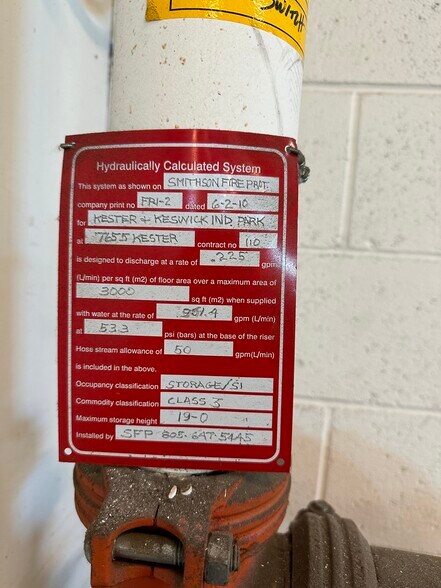 SWITCH
Hydraulically Calculated System
This system as shown on SMITHSON FIRE PROT.
company print no FRI-2 dated 6-2-10
for KESTER + KESWICK IND. PARK
at 7655 KESTER contract no 110
is designed to discharge at a rate of .225 gpm
(L/min) per sq ft (m2) of floor area over a maximum area of
3000 sq ft (m2) when supplied
with water at the rate of gpm (L/min)
at 53.3 psi (bars) at the base of the riser
Hose stream allowance of 50 gpm(L/min)
is included in the above.
Occupancy classification STORAGE/S1
Commodity classification CLASS 3
Maximum storage height 19-0
Installed by SFP 805-647-5445